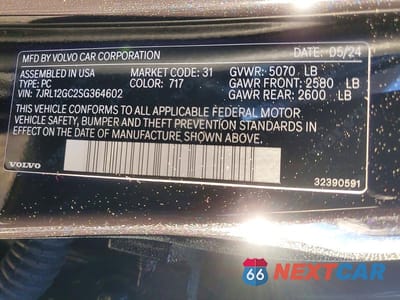 MFD BY VOLVO CAR CORPORATION DATE: 05/24
ASSEMBLED IN USA MARKET CODE: 31 GVWR: 5070 LB
TYPE: PC COLOR: 717 GAWR FRONT: 2580 LB
VIN: 7JRL12GC2SG364602 GAWR REAR: 2600 LB
THIS VEHICLE CONFORMS TO ALL APPLICABLE FEDERAL MOTOR
VEHICLE SAFETY, BUMPER AND THEFT PREVENTION STANDARDS
IN EFFECT ON THE DATE OF MANUFACTURE SHOWN ABOVE.
VOLVO 32390591
66 NEXTCAR